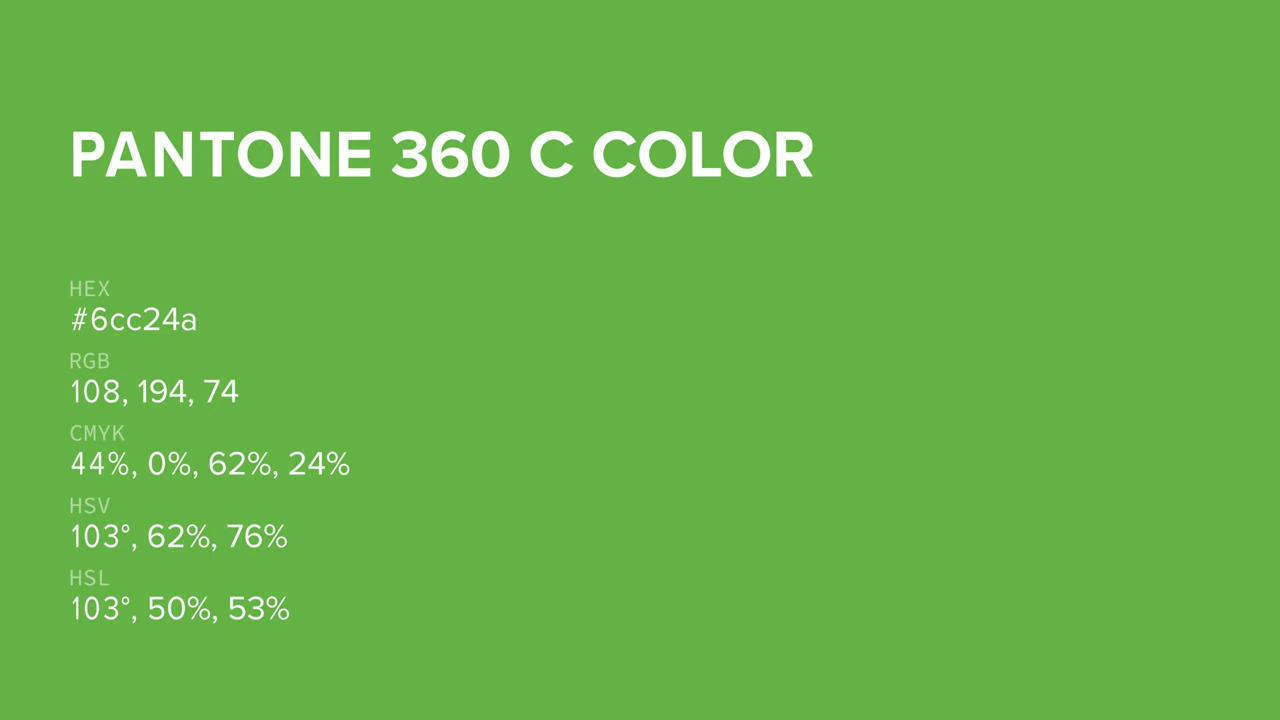 PANTONE 360 C COLOR
HEX
#6cc24a
RGB
108, 194, 74
CMYK
44%, 0%, 62%, 24%
HSV
103°, 62%, 76%
HSL
103°, 50%, 53%